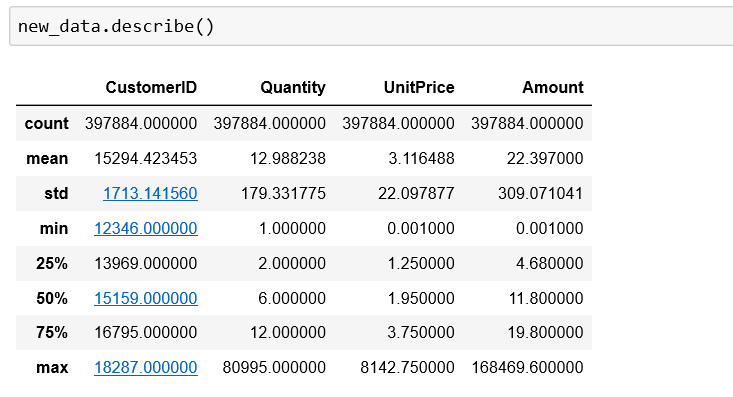 new_data.describe()
CustomerID Quantity UnitPrice Amount
count 397884.000000 397884.000000 397884.000000 397884.000000
mean 15294.423453 12.988238 3.116488 22.397000
std 1713.141560 179.331775 22.097877 309.071041
min 12346.000000 1.000000 0.001000 0.001000
25% 13969.000000 2.000000 1.250000 4.680000
50% 15159.000000 6.000000 1.950000 11.800000
75% 16795.000000 12.000000 3.750000 19.800000
max 18287.000000 80995.000000 8142.750000 168469.600000